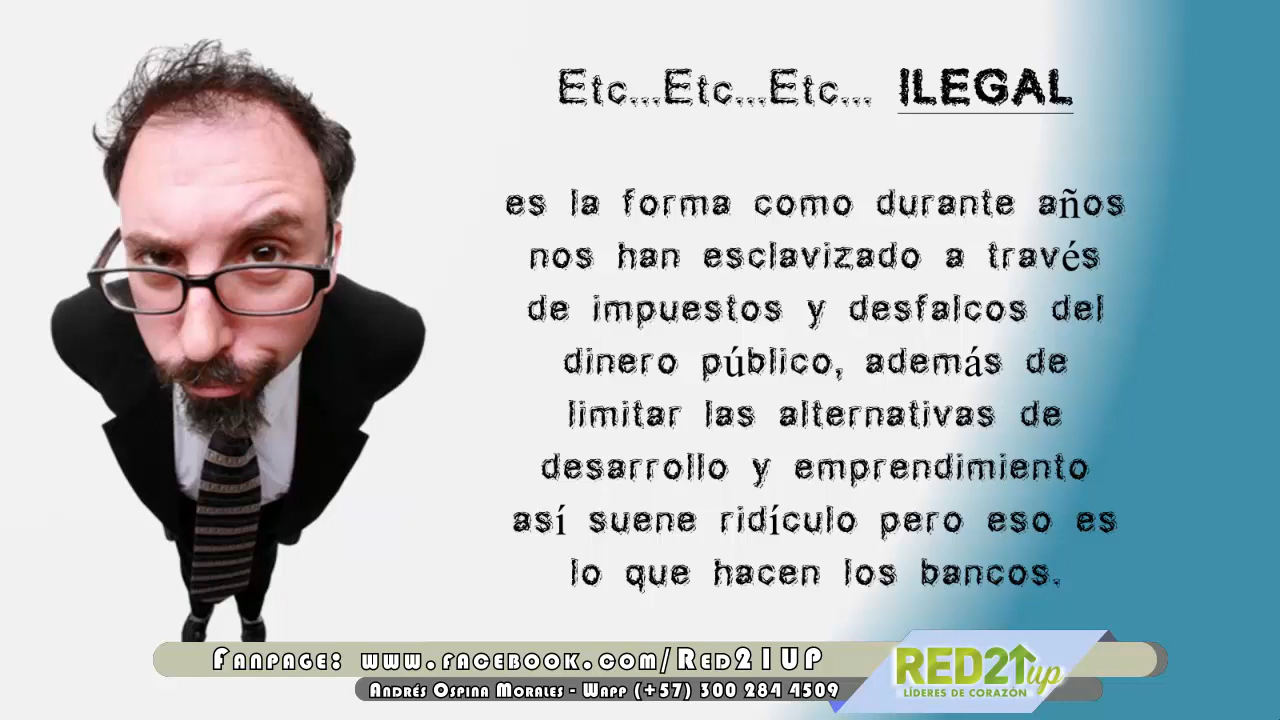 Etc...Etc...Etc... ILEGAL
es la forma como durante años
nos han esclavizado a través
de impuestos y desfalcos del
dinero público, además de
limitar las alternativas de
desarrollo y emprendimiento
así suene ridículo pero eso es
lo que hacen los bancos.
Fanpage: www.facebook.com/Red21UP
Andrés Ospina Morales - Wapp (+57) 300 284 4509
RED21up
LÍDERES DE CORAZÓN